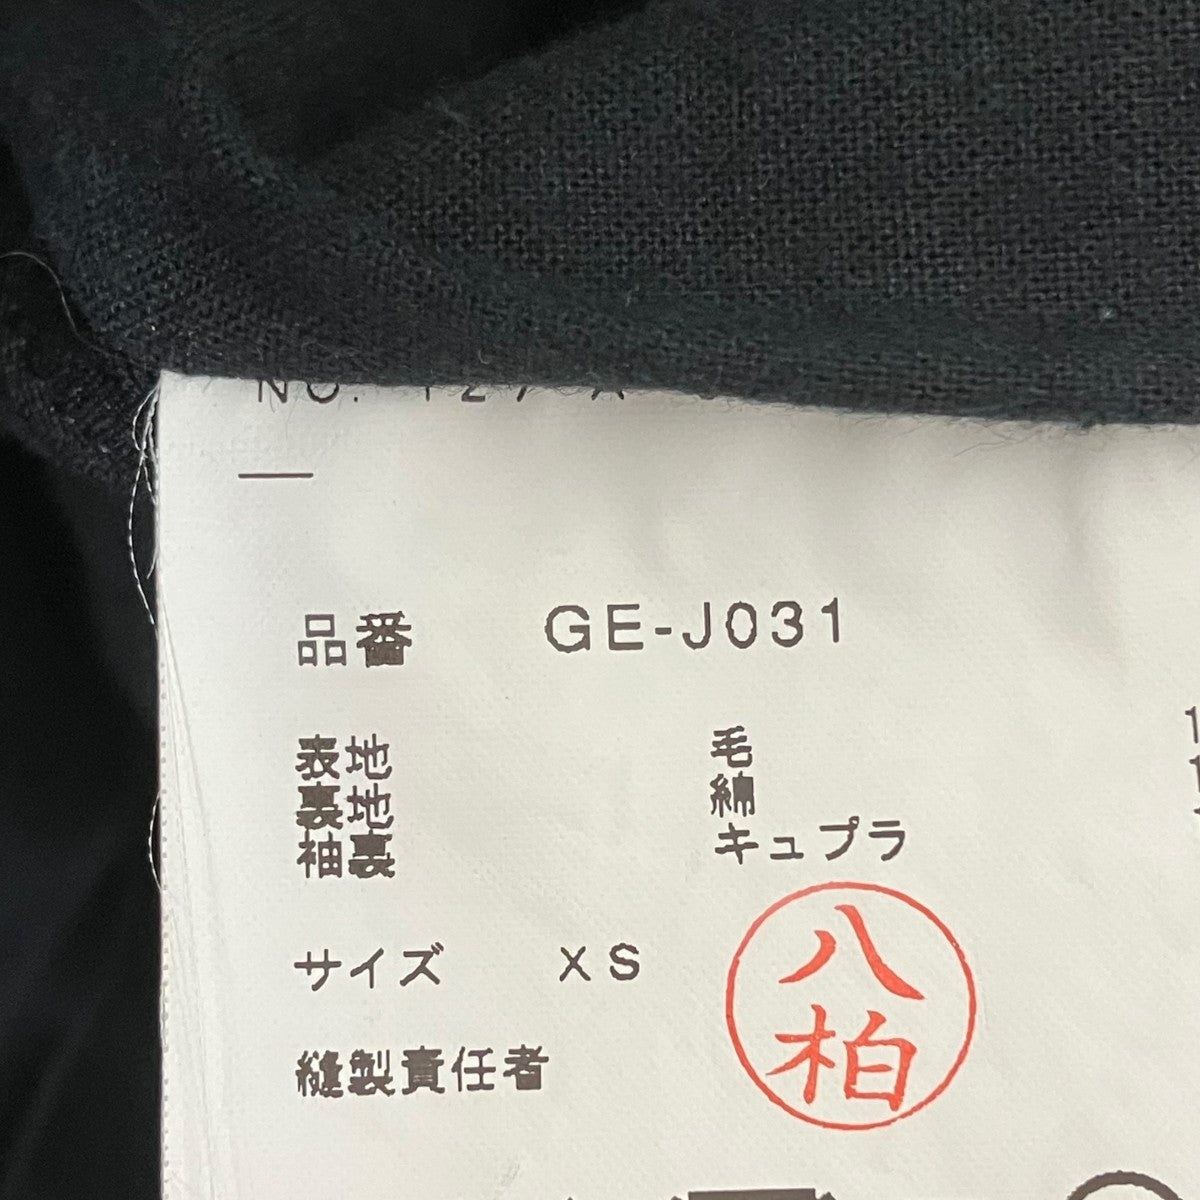 品番 GE-J031
表地 毛
裏地 綿
袖裏 キュプラ
サイズ XS
縫製責任者
八柏